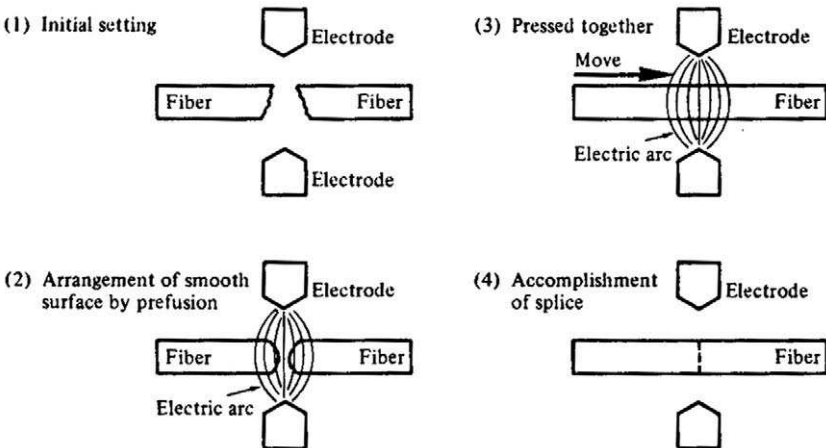 (1) Initial setting
Electrode
Fiber
Fiber
Electrode
(2) Arrangement of smooth
surface by prefusion
Electrode
Fiber
Fiber
Electric arc
(3) Pressed together
Electrode
Move
Fiber
Electric arc
(4) Accomplishment
of splice
Electrode
Fiber